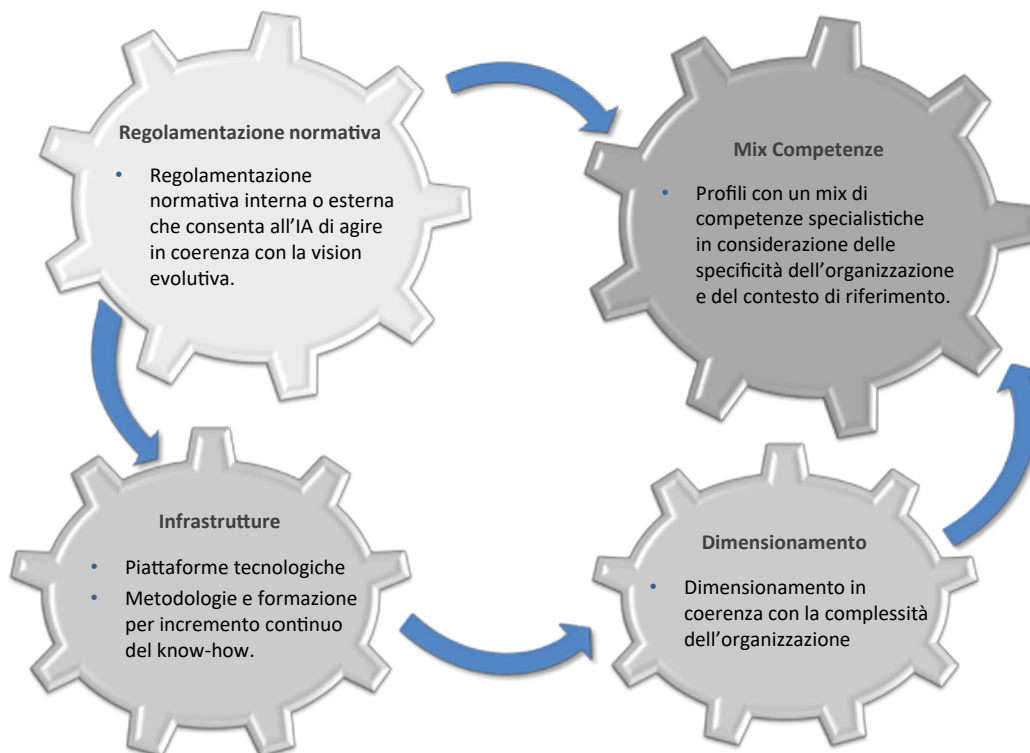 Regolamentazione normativa
• Regolamentazione
normativa interna o esterna
che consenta all’IA di agire
in coerenza con la vision
evolutiva.
Mix Competenze
• Profili con un mix di
competenze specialistiche
in considerazione delle
specificità dell’organizzazione
e del contesto di riferimento.
Infrastrutture
• Piattaforme tecnologiche
• Metodologie e formazione
per incremento continuo
del know-how.
Dimensionamento
• Dimensionamento in
coerenza con la complessità
dell’organizzazione